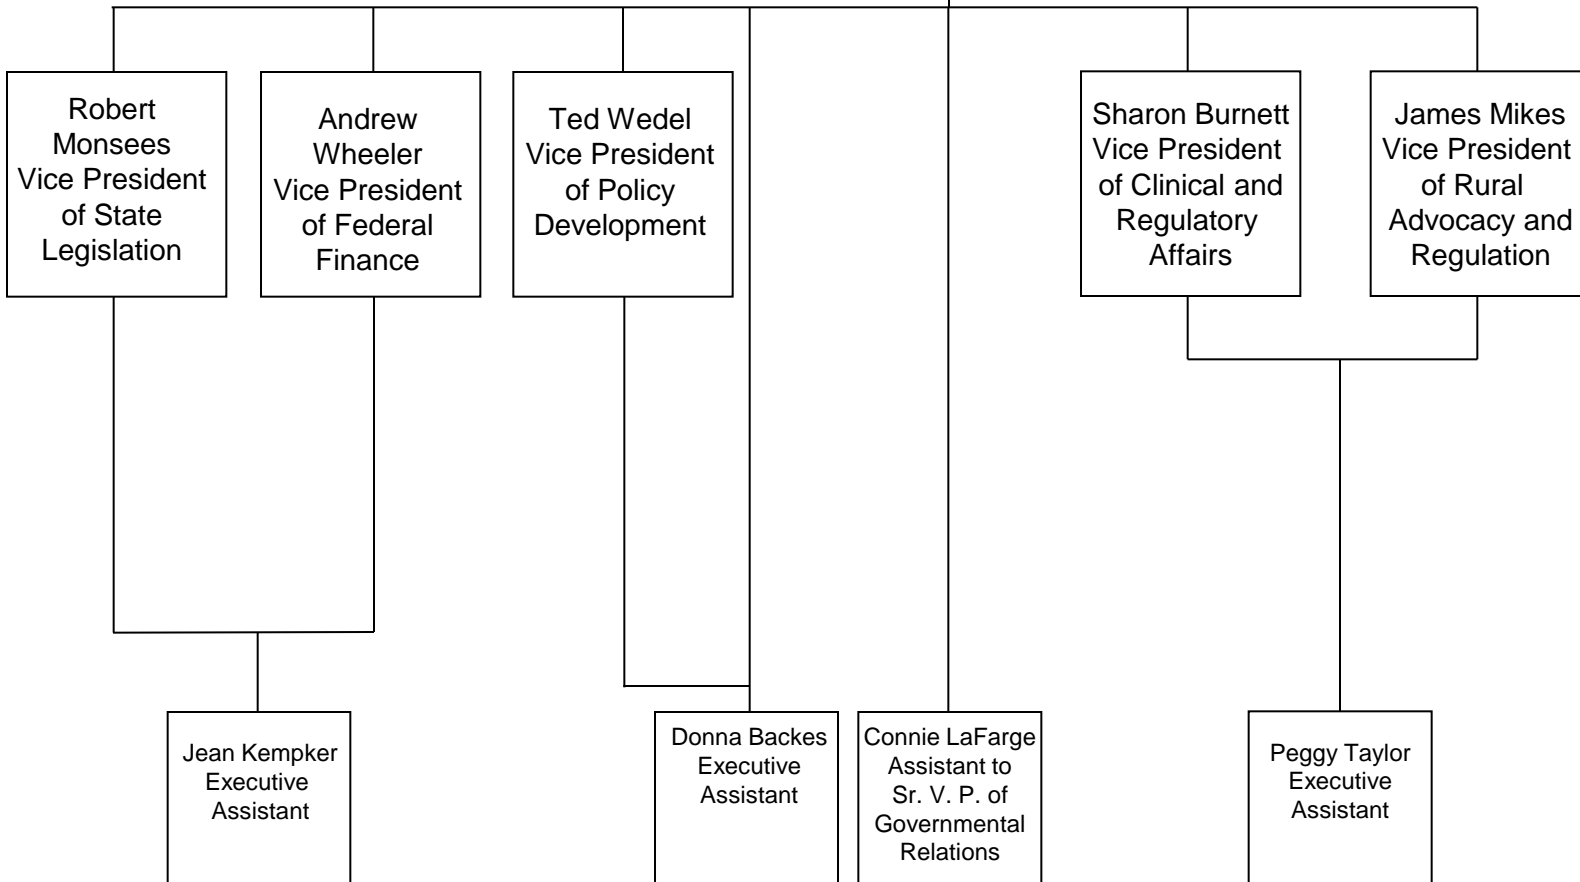 Robert
Monsees
Vice President
of State
Legislation
Andrew
Wheeler
Vice President
of Federal
Finance
Ted Wedel
Vice President
of Policy
Development
Sharon Burnett
Vice President
of Clinical and
Regulatory
Affairs
James Mikes
Vice President
of Rural
Advocacy and
Regulation
Jean Kempker
Executive
Assistant
Donna Backes
Executive
Assistant
Connie LaFarge
Assistant to
Sr. V. P. of
Governmental
Relations
Peggy Taylor
Executive
Assistant